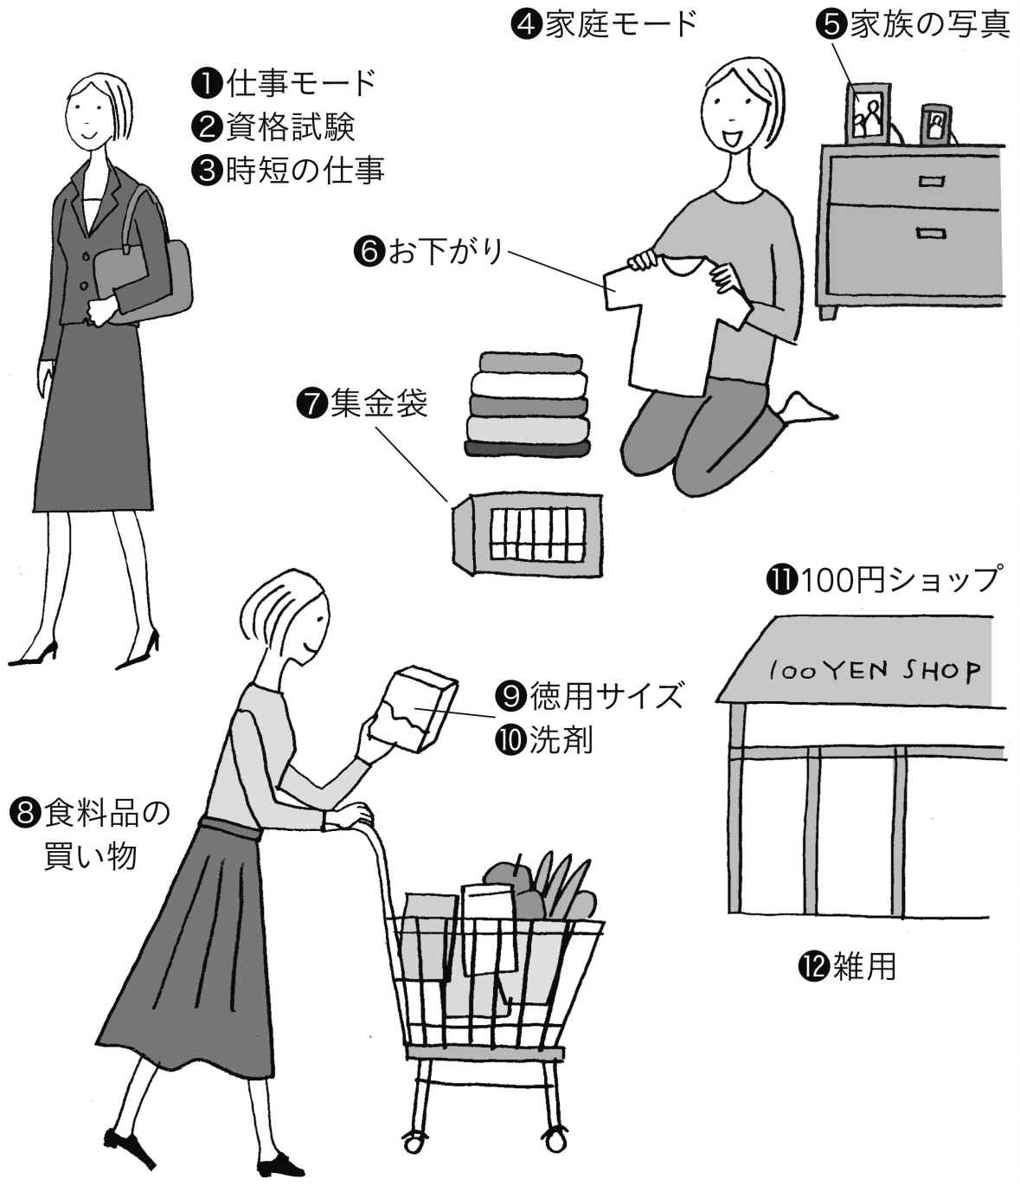 ❶仕事モード
❷資格試験
❸時短の仕事
❹家庭モード
❺家族の写真
❻お下がり
❼集金袋
❽食料品の
買い物
❾徳用サイズ
❿洗剤
⓫100円ショップ
100 YEN SHOP
⓬雑用